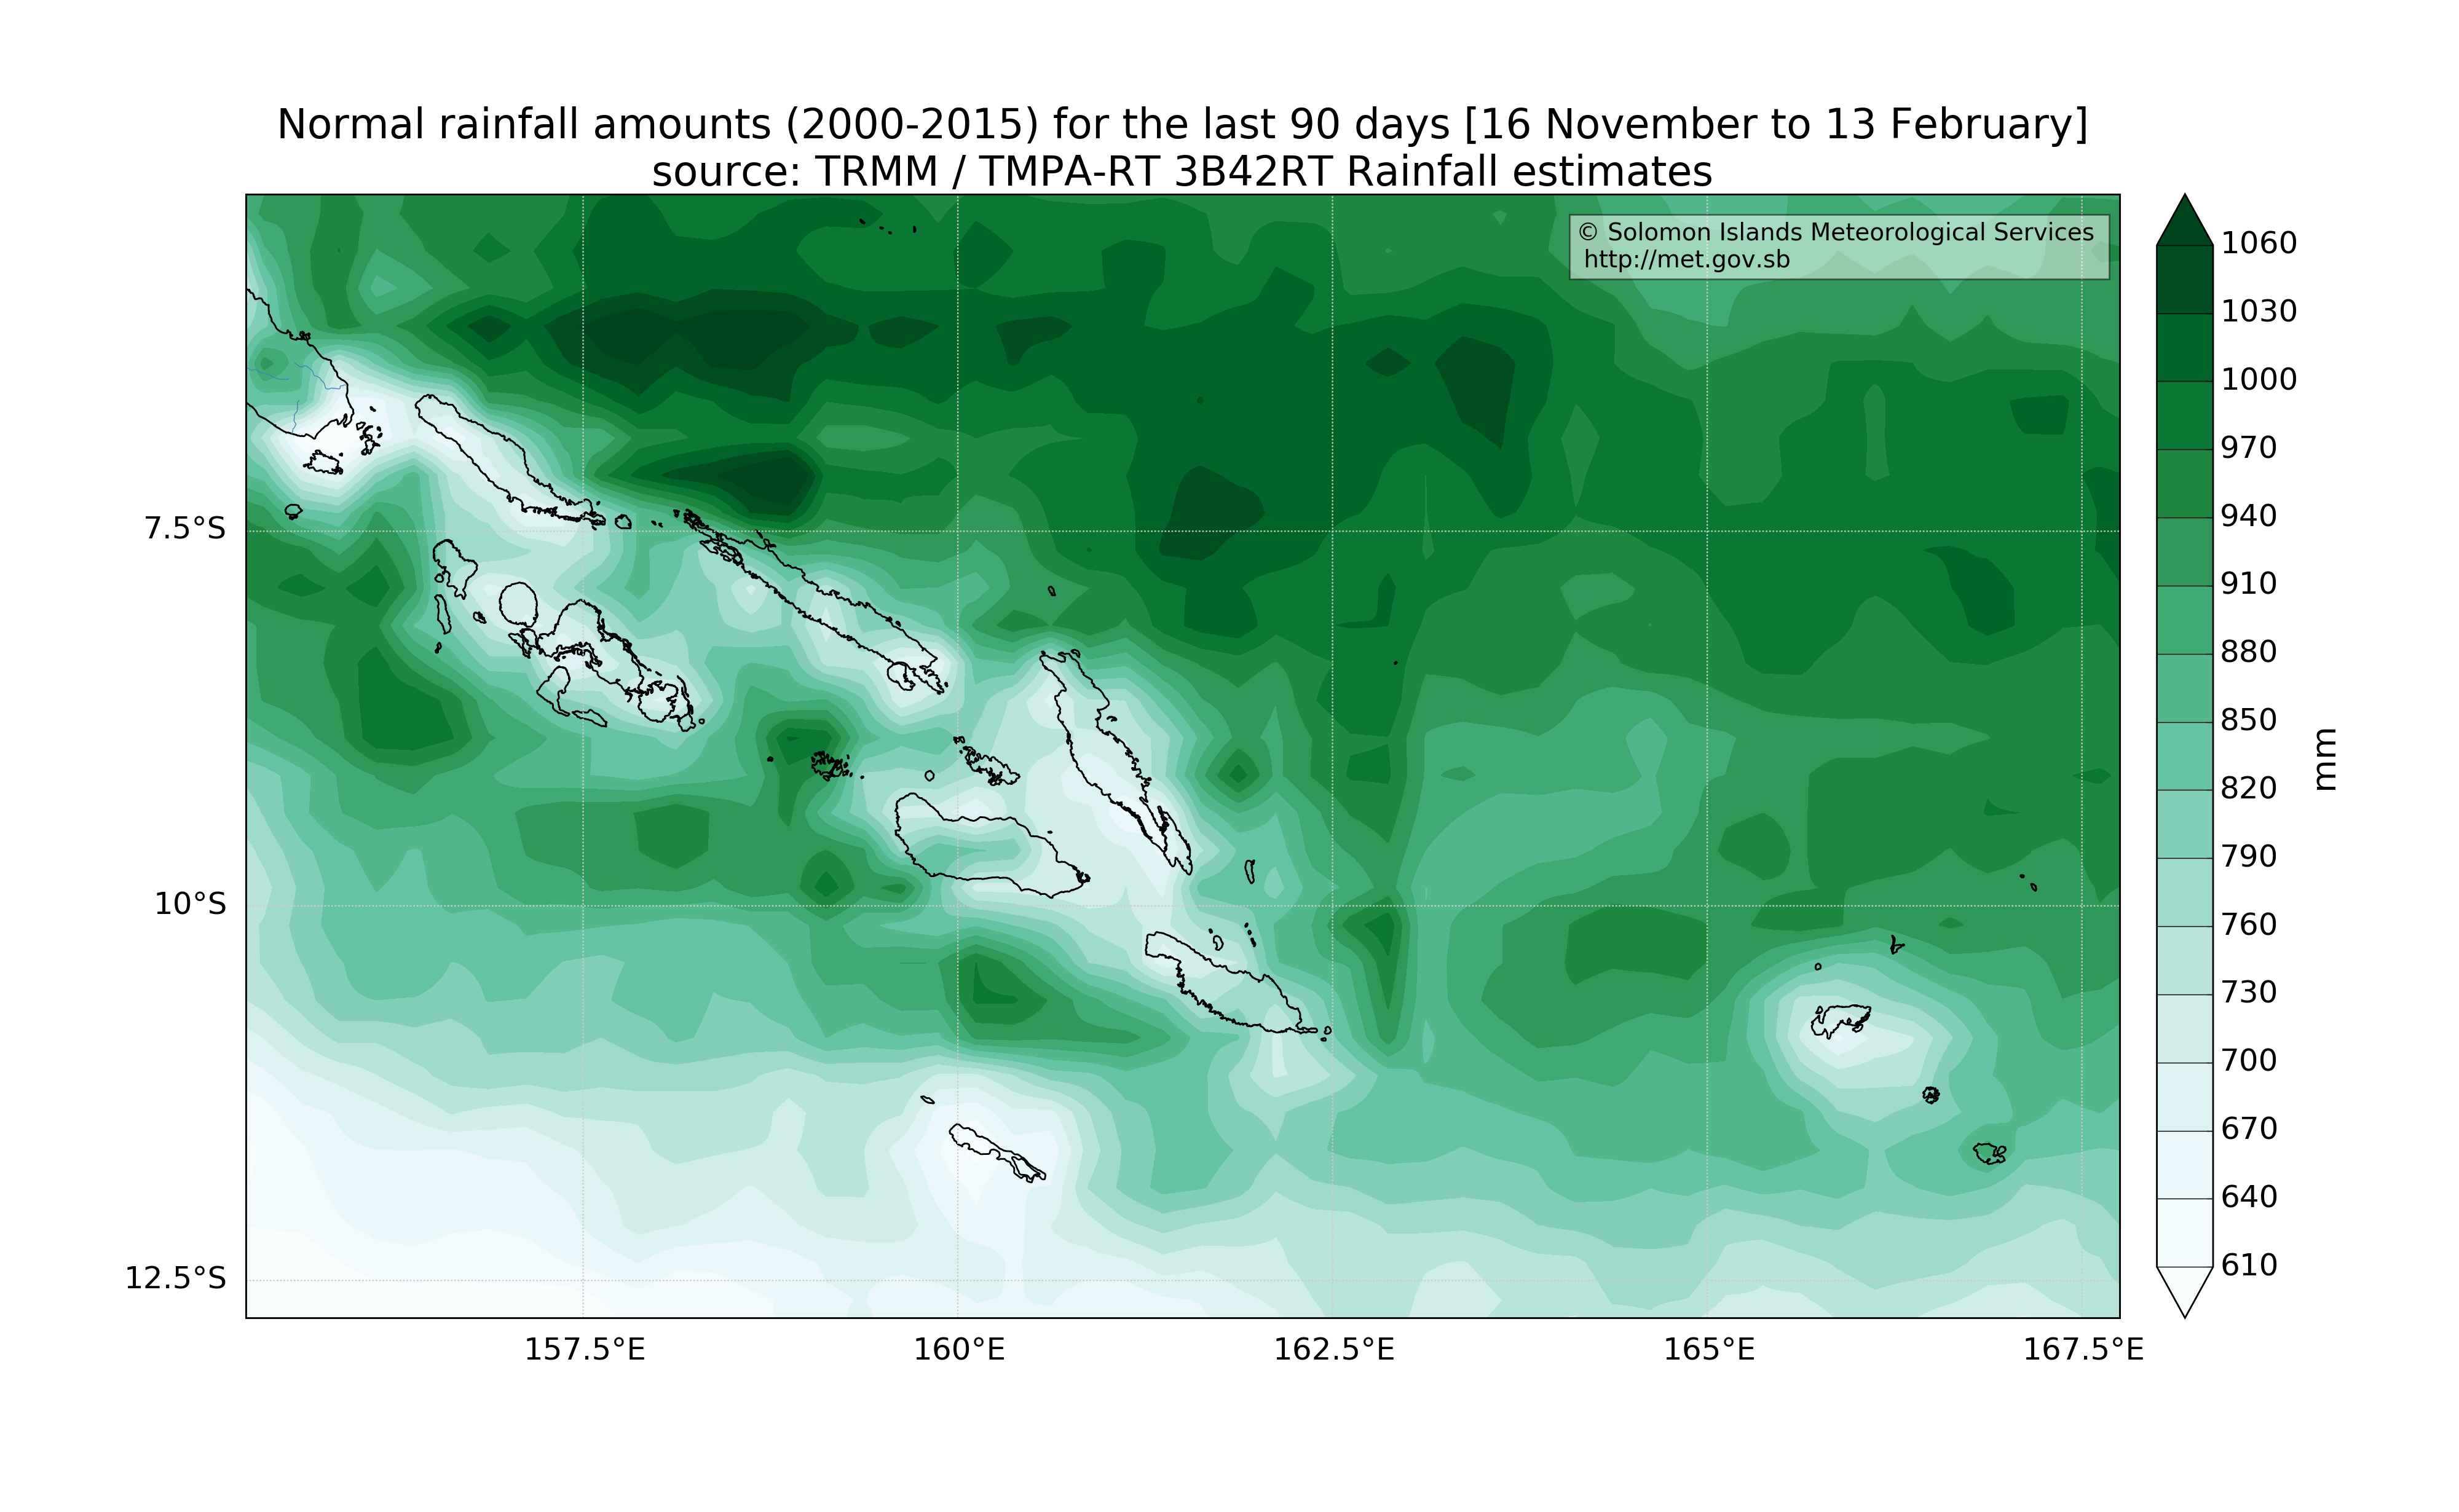 Normal rainfall amounts (2000-2015) for the last 90 days [16 November to 13 February]
source: TRMM / TMPA-RT 3B42RT Rainfall estimates
© Solomon Islands Meteorological Services
http://met.gov.sb
7.5°S
10°S
12.5°S
157.5°E
160°E
162.5°E
165°E
167.5°E
1060
1030
1000
970
940
910
880
850
820
790
760
730
700
670
640
610
mm